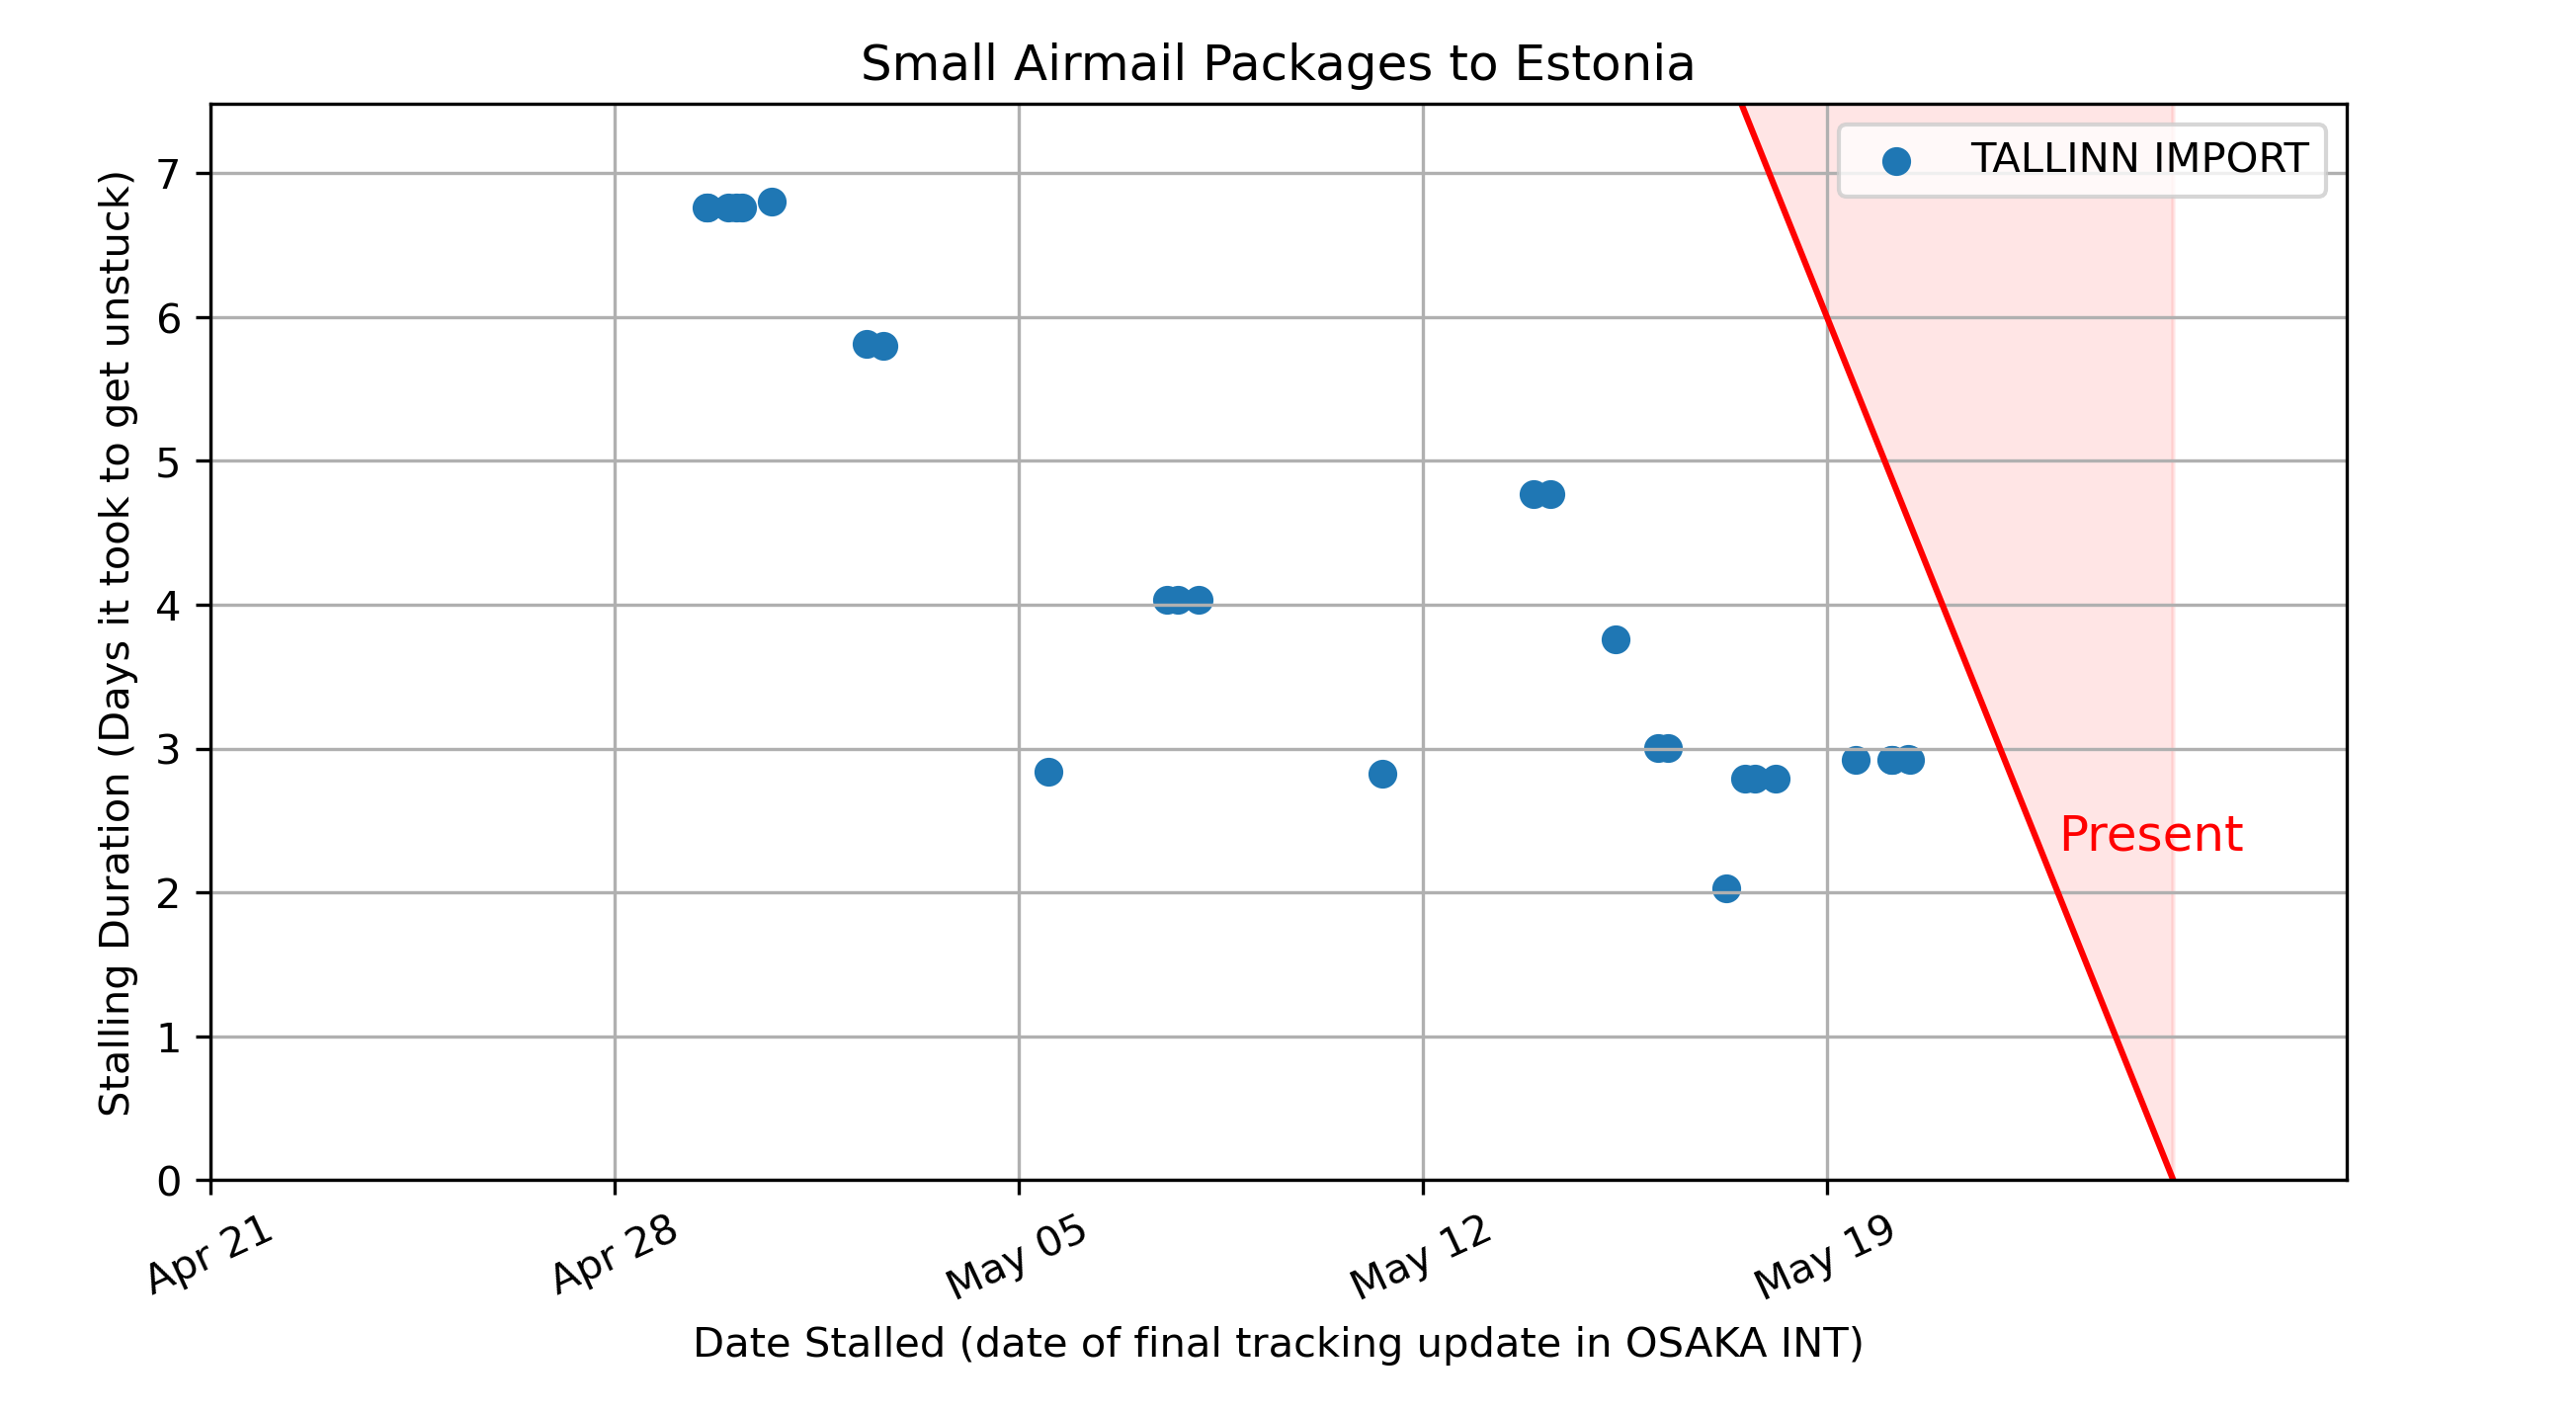 Small Airmail Packages to Estonia
TALLINN IMPORT
Stalling Duration (Days it took to get unstuck)
7
6
5
4
3
2
1
0
Present
Apr 21
Apr 28
May 05
May 12
May 19
Date Stalled (date of final tracking update in OSAKA INT)